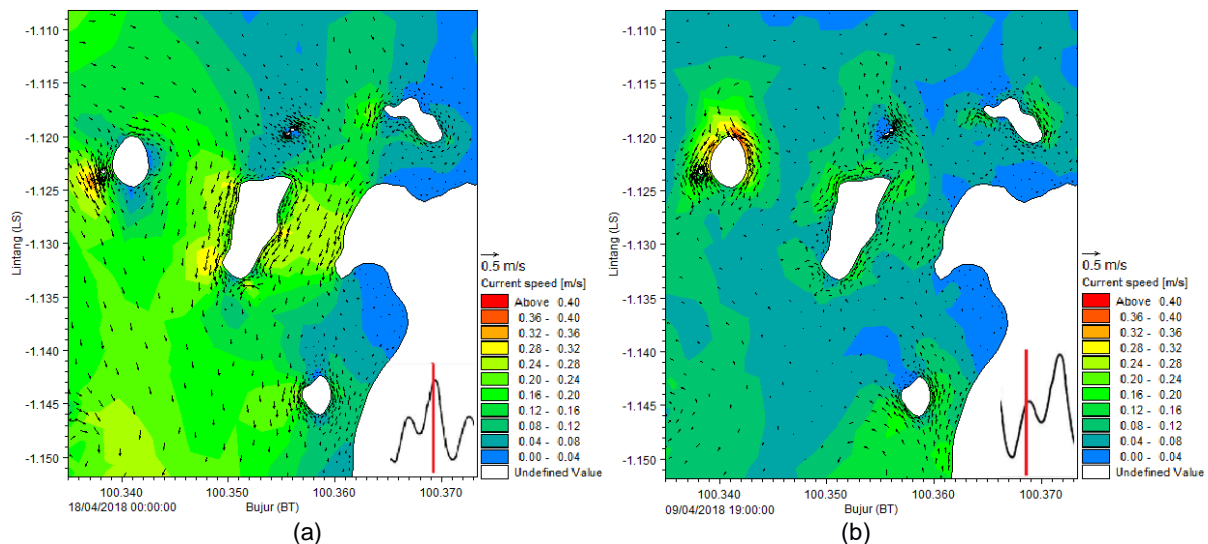 -1.110
-1.115
-1.120
-1.125
-1.130
-1.135
-1.140
-1.145
-1.150
Lintang (LS)
100.340
100.350
100.360
100.370
18/04/2018 00:00:00
Bujur (BT)
0.5 m/s
Current speed [m/s]
Above 0.40
0.36 - 0.40
0.32 - 0.36
0.28 - 0.32
0.24 - 0.28
0.20 - 0.24
0.16 - 0.20
0.12 - 0.16
0.08 - 0.12
0.04 - 0.08
0.00 - 0.04
Undefined Value
(a)
-1.110
-1.115
-1.120
-1.125
-1.130
-1.135
-1.140
-1.145
-1.150
Lintang (LS)
100.340
100.350
100.360
100.370
09/04/2018 19:00:00
Bujur (BT)
0.5 m/s
Current speed [m/s]
Above 0.40
0.36 - 0.40
0.32 - 0.36
0.28 - 0.32
0.24 - 0.28
0.20 - 0.24
0.16 - 0.20
0.12 - 0.16
0.08 - 0.12
0.04 - 0.08
0.00 - 0.04
Undefined Value
(b)